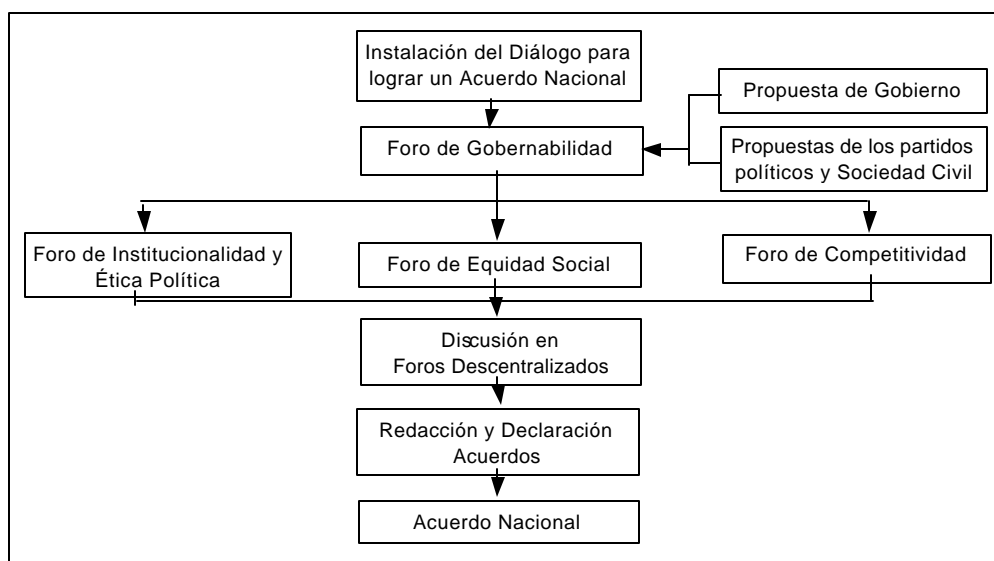 Instalación del Diálogo para
lograr un Acuerdo Nacional
Propuesta de Gobierno
Foro de Gobernabilidad
Propuestas de los partidos
políticos y Sociedad Civil
Foro de Institucionalidad y
Ética Política
Foro de Equidad Social
Foro de Competitividad
Discusión en
Foros Descentralizados
Redacción y Declaración
Acuerdos
Acuerdo Nacional